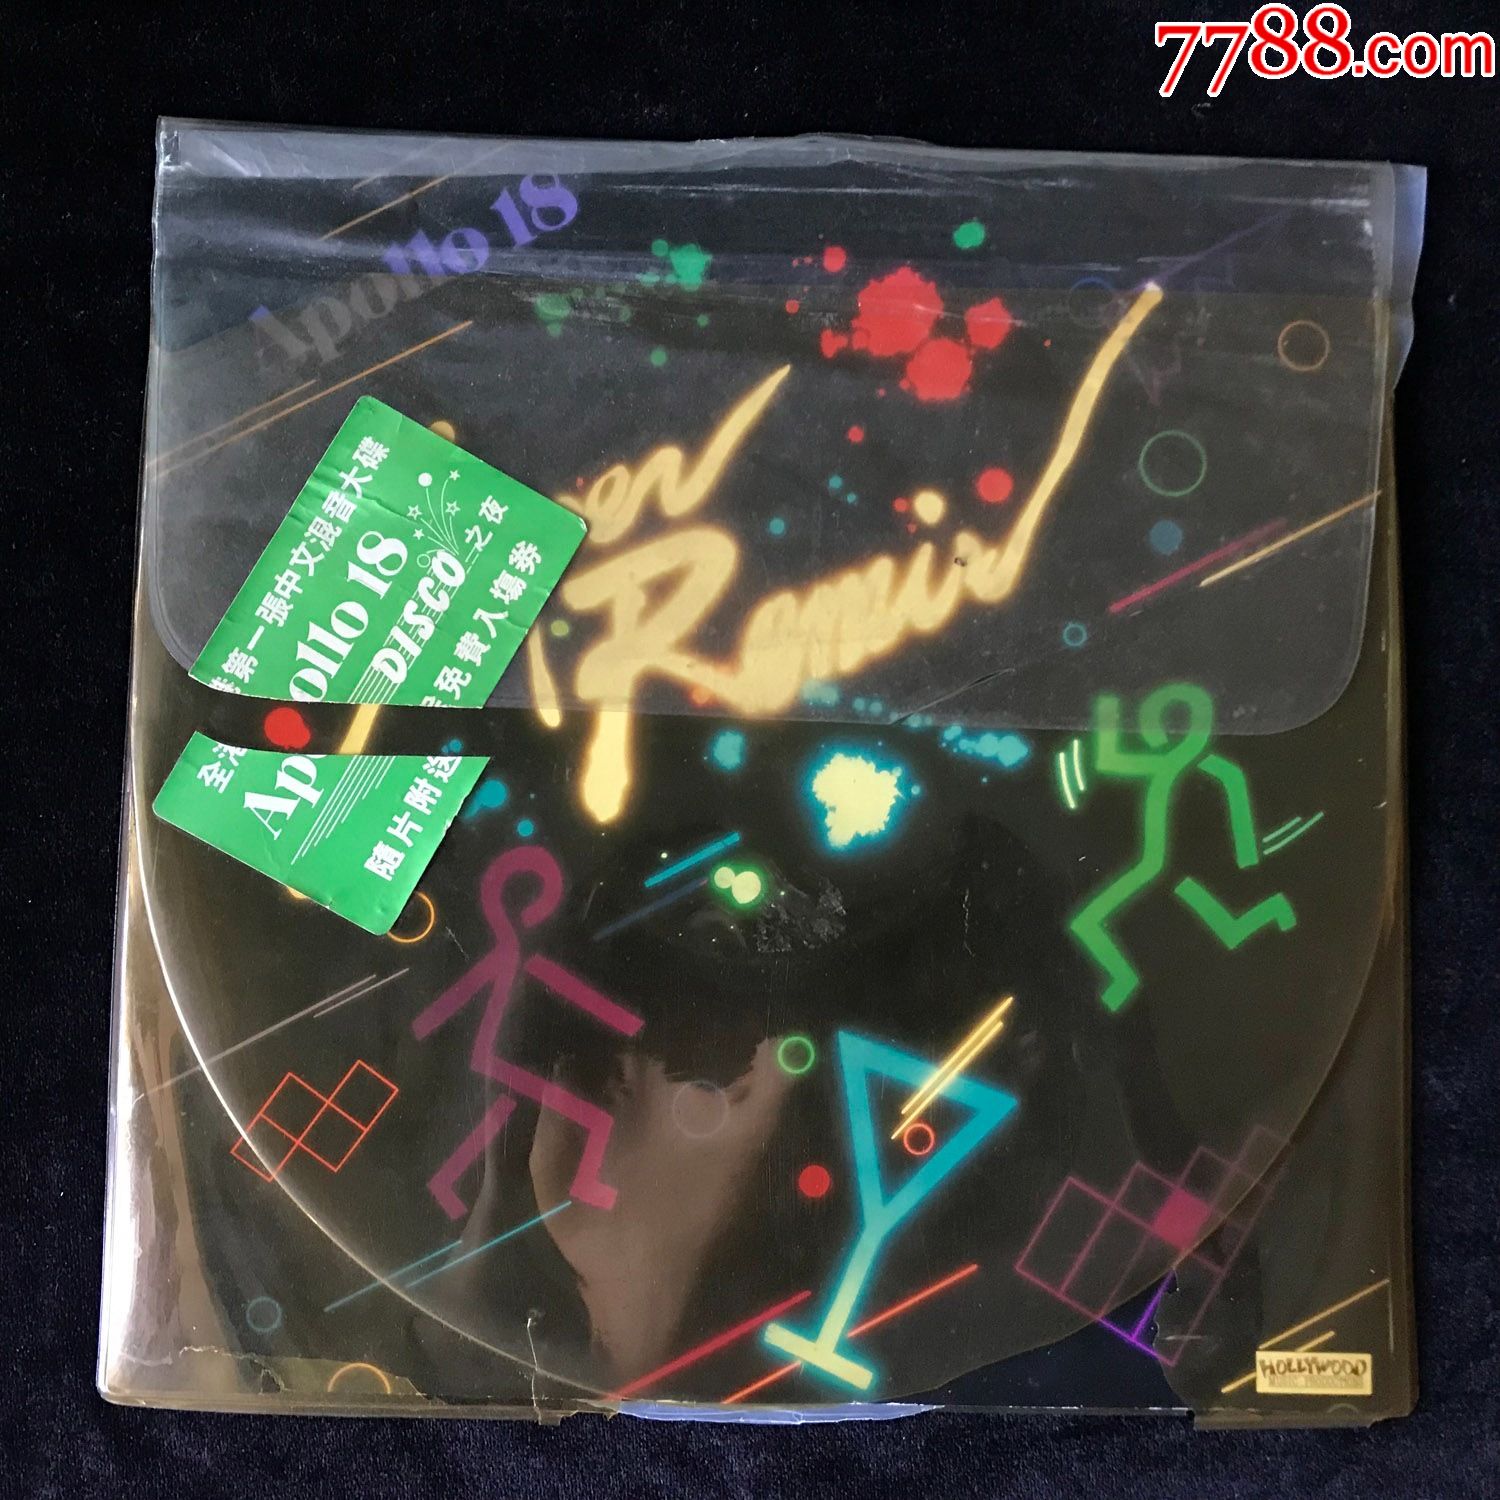 7788.com
Apollo 18
Remix
全港第一張中文混音大碟
Apollo 18
DISCO之夜
隨片附送免費入場券
HOLLYWOOD